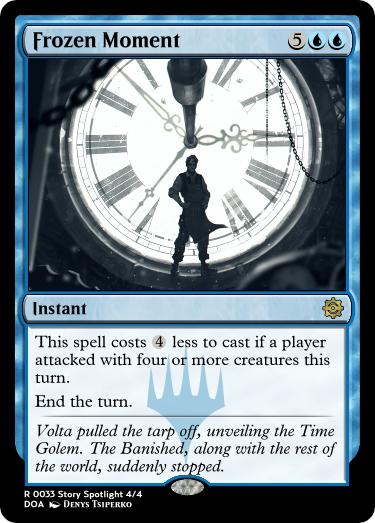 Frozen Moment 5UU
Instant
This spell costs 4 less to cast if a player
attacked with four or more creatures this
turn.
End the turn.
Volta pulled the tarp off, unveiling the Time
Golem. The Banished, along with the rest of
the world, suddenly stopped.
R 0033 Story Spotlight 4/4
DOA Denys Tsiperko